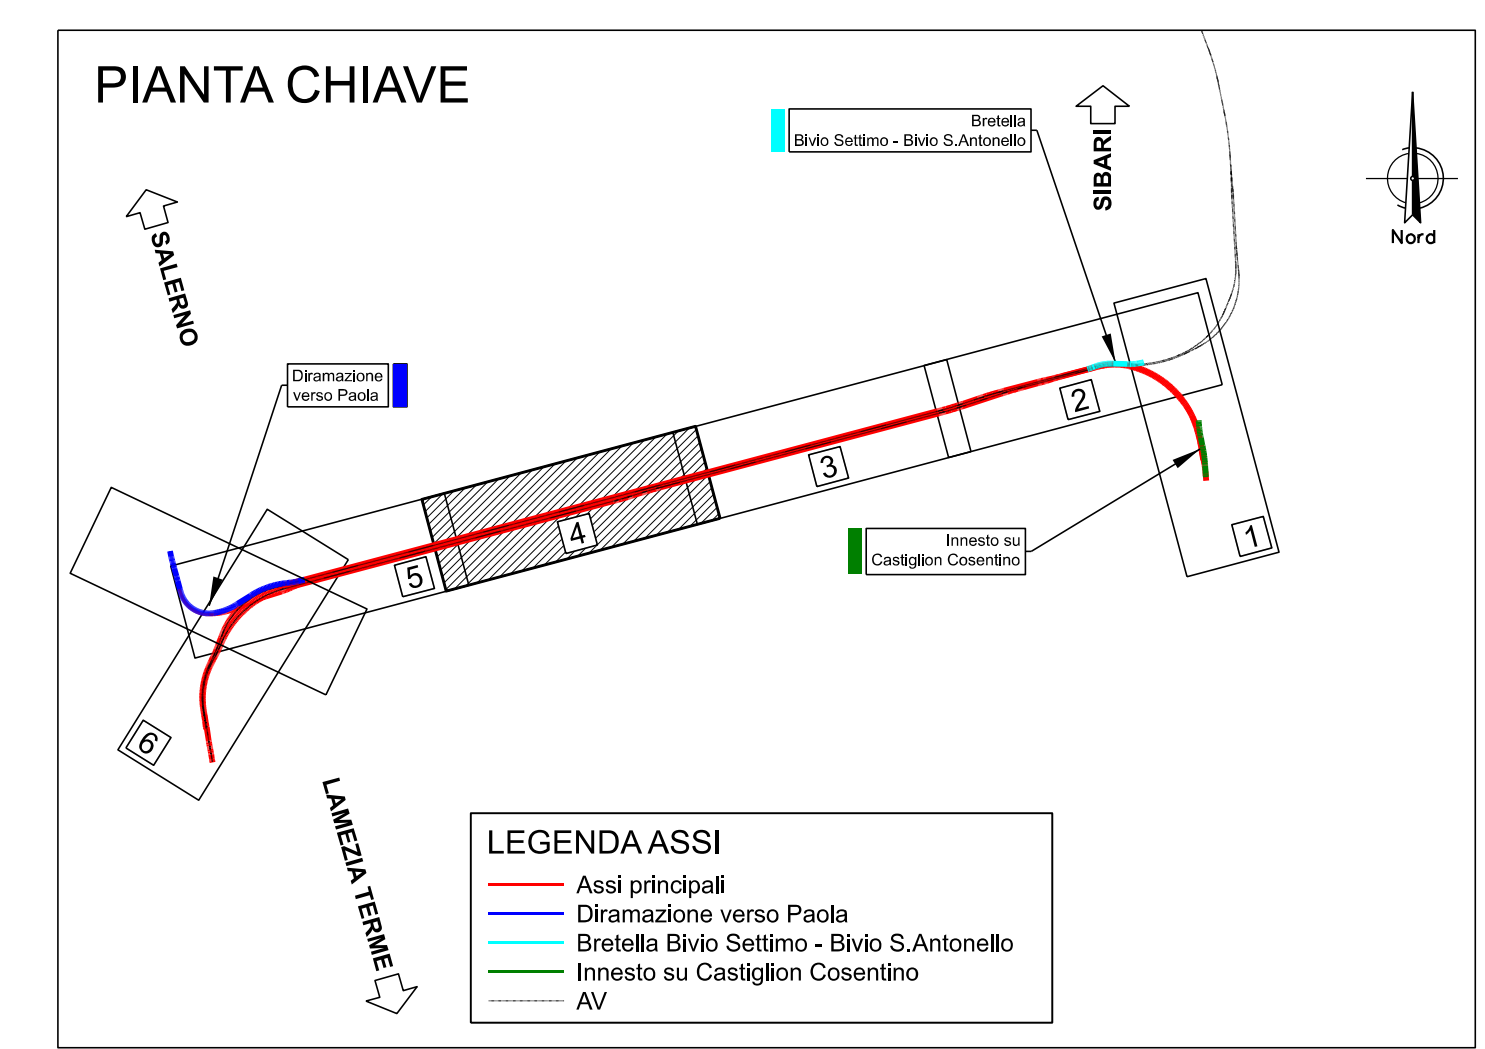 PIANTA CHIAVE
Bretella
Bivio Settimo - Bivio S.Antonello
SIBARI
Nord
SALERNO
Diramazione
verso Paola
2
3
4
Innesto su
Castiglion Cosentino
1
5
6
LAMEZIA TERME
LEGENDA ASSI
Assi principali
Diramazione verso Paola
Bretella Bivio Settimo - Bivio S.Antonello
Innesto su Castiglion Cosentino
AV